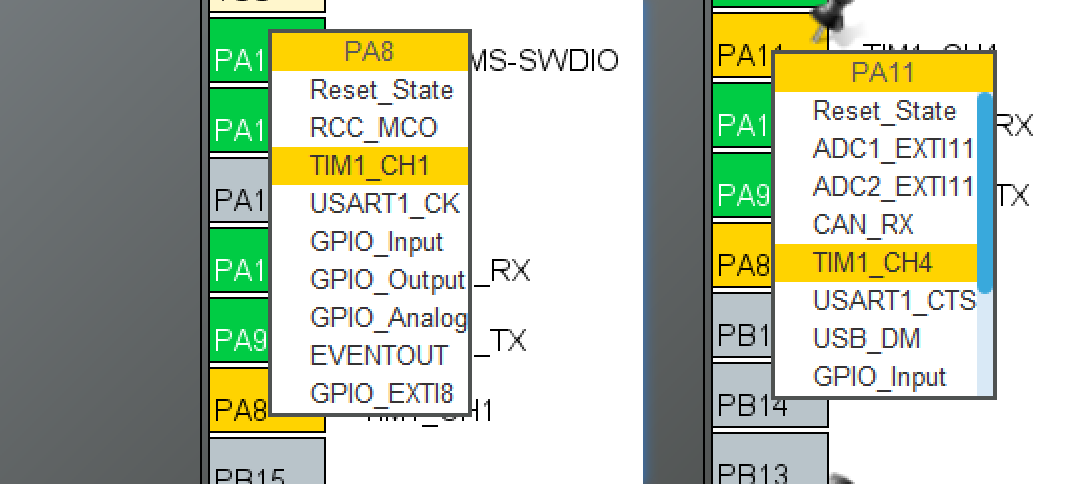 PA1
MS-SWDIO
PA1
PA1
PA1
_RX
PA9
_TX
PA8
PB15
PA8
Reset_State
RCC_MCO
TIM1_CH1
USART1_CK
GPIO_Input
GPIO_Output
GPIO_Analog
EVENTOUT
GPIO_EXTI8
PA11
TIM1_CH4
PA1
RX
PA9
TX
PA8
PB1
PB14
PB13
PA11
Reset_State
ADC1_EXTI11
ADC2_EXTI11
CAN_RX
TIM1_CH4
USART1_CTS
USB_DM
GPIO_Input